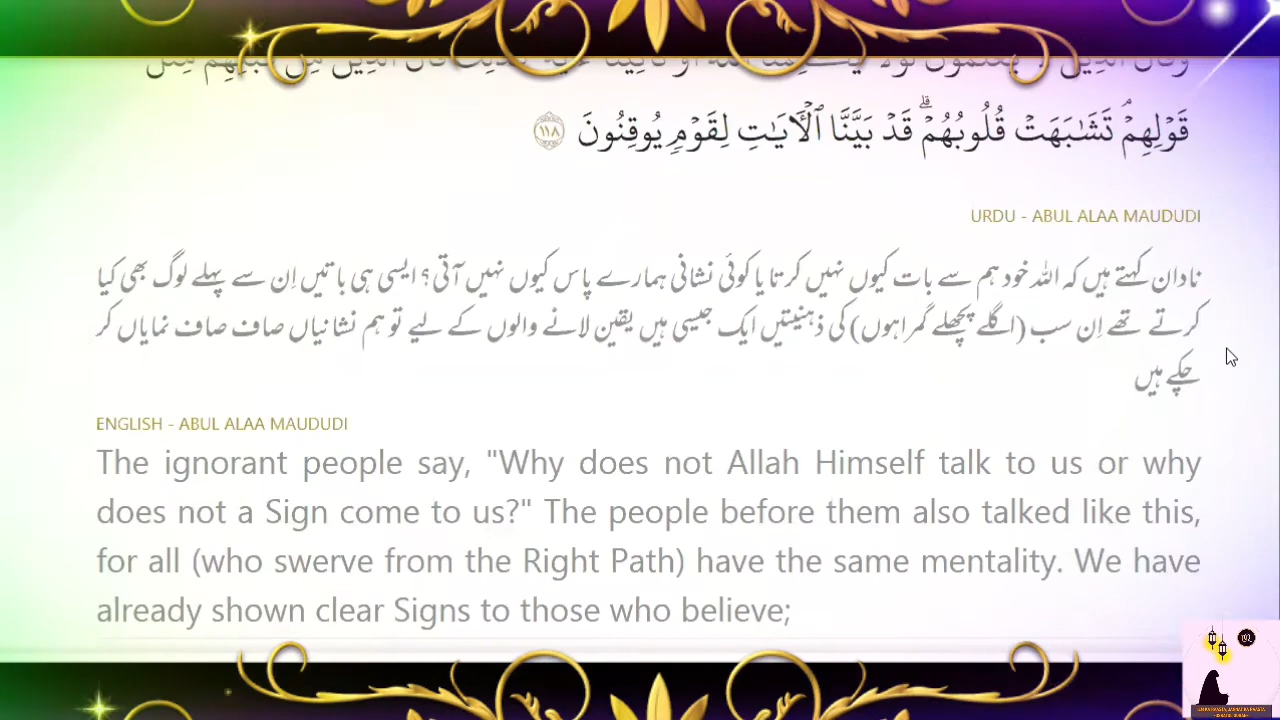 قَوْلِهِمْ ۘ تَشَٰبَهَتْ قُلُوبُهُمْ ۗ قَدْ بَيَّنَّا ٱلْءَايَٰتِ لِقَوْمٍ يُوقِنُونَ ١١٨
URDU - ABUL ALAA MAUDUDI
نادان کہتے ہیں کہ اللہ خود ہم سے بات کیوں نہیں کرتا یا کوئی نشانی ہمارے پاس کیوں نہیں آتی؟ ایسی ہی باتیں اِن سے پہلے لوگ بھی کیا
کرتے تھے اِن سب (اگلے پچھلے گمراہوں) کی ذہنیتیں ایک جیسی ہیں یقین لانے والوں کے لیے تو ہم نشانیاں صاف صاف نمایاں کر
چکے ہیں
ENGLISH - ABUL ALAA MAUDUDI
The ignorant people say, "Why does not Allah Himself talk to us or why
does not a Sign come to us?" The people before them also talked like this,
for all (who swerve from the Right Path) have the same mentality. We have
already shown clear Signs to those who believe;